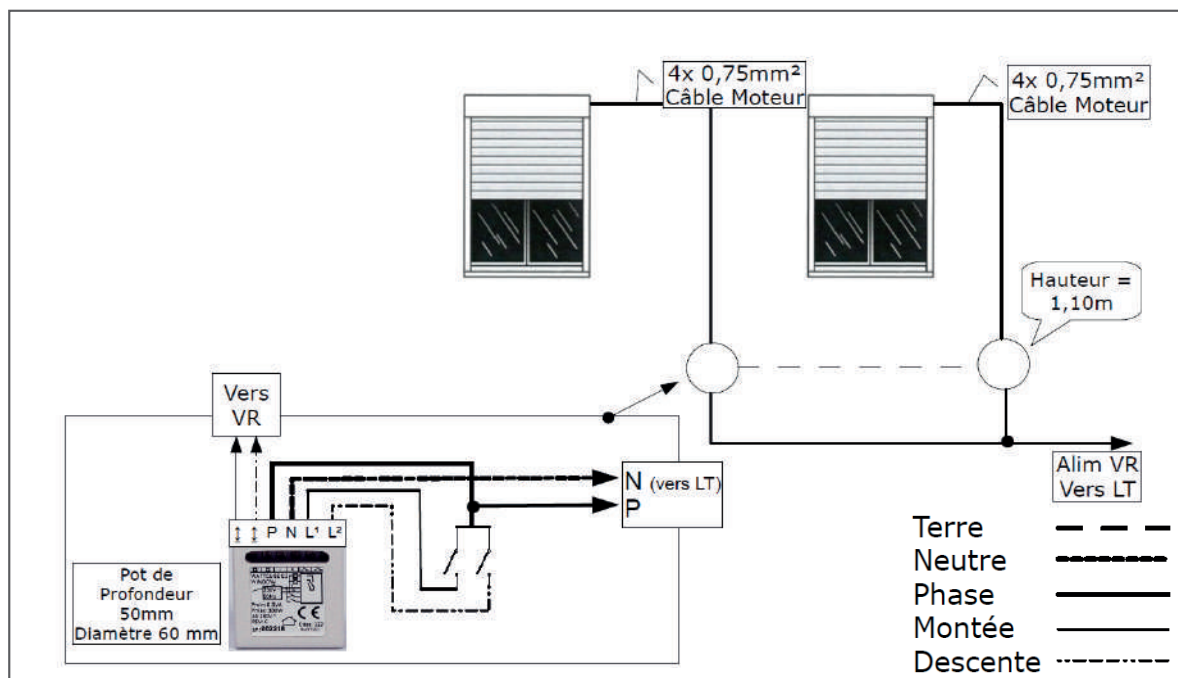 4x 0,75mm²
Câble Moteur
4x 0,75mm²
Câble Moteur
Hauteur =
1,10m
Vers
VR
N (vers LT)
P
Alim VR
Vers LT
P N L¹ L²
Pot de
Profondeur
50mm
Diamètre 60 mm
CE
Terre
Neutre
Phase
Montée
Descente